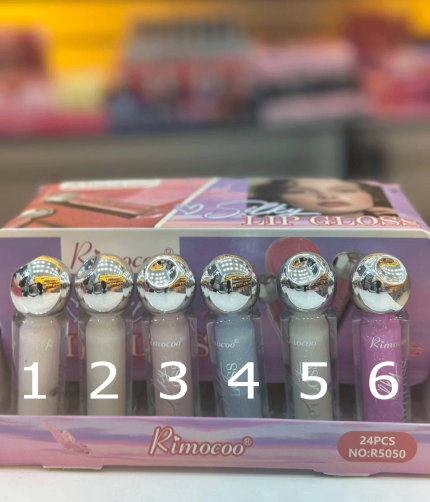 LIP GLOSS
Rimocoo
1 2 3 4 5 6
Rimocoo®
24PCS
NO:R5050